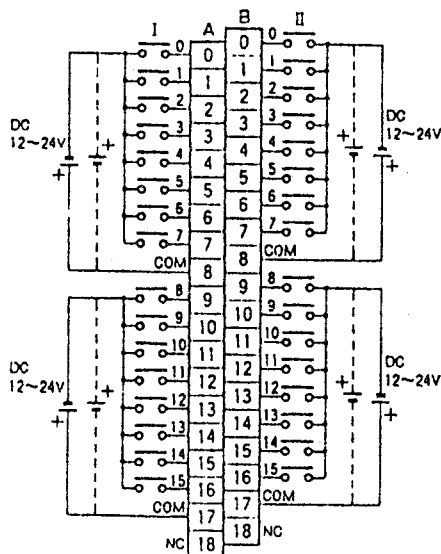 I A B II
0 0 0 0
1 1 1 1
2 2 2 2
3 3 3 3
4 4 4 4
5 5 5 5
6 6 6 6
7 7 7 7
COM 8 8 COM
8 9 9 8
9 10 10 9
10 11 11 10
11 12 12 11
12 13 13 12
13 14 14 13
14 15 15 14
15 16 16 15
COM 17 17 COM
NC 18 18 NC
DC
12~24V
+ +
DC
12~24V
+ +
DC
12~24V
+ +
DC
12~24V
+ +